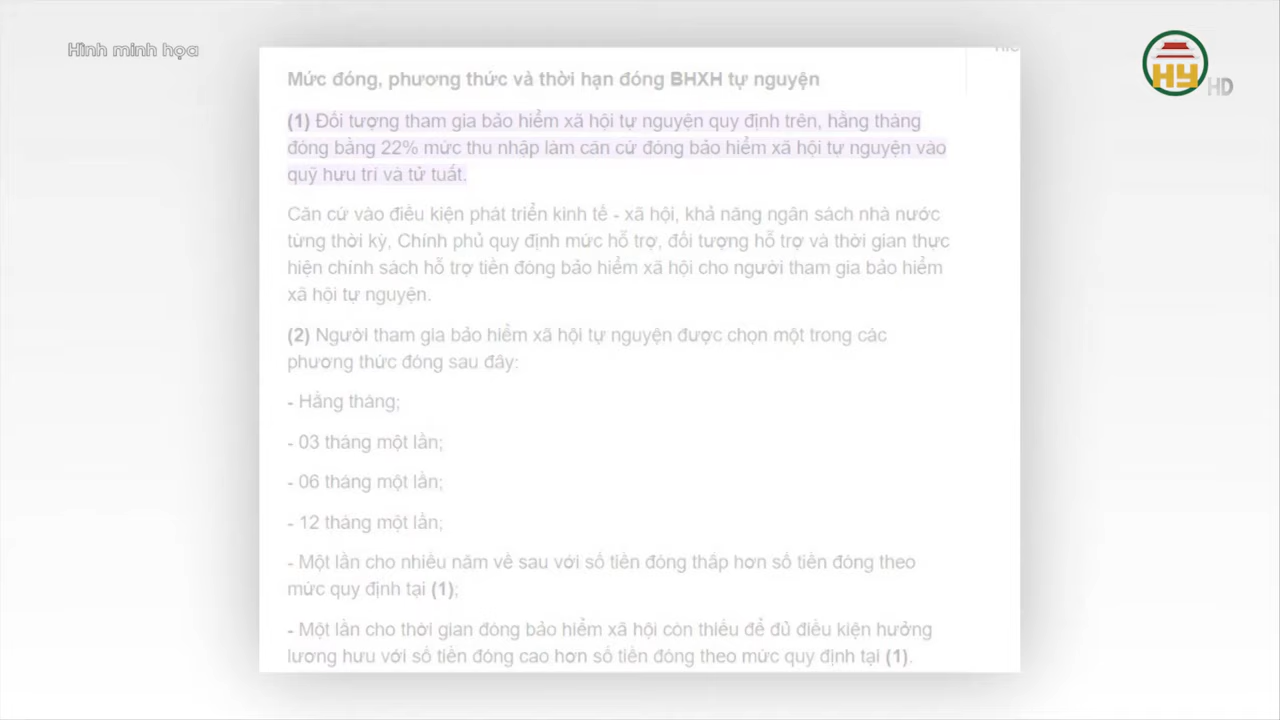 Hình minh họa
HY
HD
Mức đóng, phương thức và thời hạn đóng BHXH tự nguyện
(1) Đối tượng tham gia bảo hiểm xã hội tự nguyện quy định trên, hằng tháng
đóng bằng 22% mức thu nhập làm căn cứ đóng bảo hiểm xã hội tự nguyện vào
quỹ hưu trí và tử tuất.
Căn cứ vào điều kiện phát triển kinh tế - xã hội, khả năng ngân sách nhà nước
từng thời kỳ, Chính phủ quy định mức hỗ trợ, đối tượng hỗ trợ và thời gian thực
hiện chính sách hỗ trợ tiền đóng bảo hiểm xã hội cho người tham gia bảo hiểm
xã hội tự nguyện.
(2) Người tham gia bảo hiểm xã hội tự nguyện được chọn một trong các
phương thức đóng sau đây:
- Hằng tháng;
- 03 tháng một lần;
- 06 tháng một lần;
- 12 tháng một lần;
- Một lần cho nhiều năm về sau với số tiền đóng thấp hơn số tiền đóng theo
mức quy định tại (1);
- Một lần cho thời gian đóng bảo hiểm xã hội còn thiếu để đủ điều kiện hưởng
lương hưu với số tiền đóng cao hơn số tiền đóng theo mức quy định tại (1).